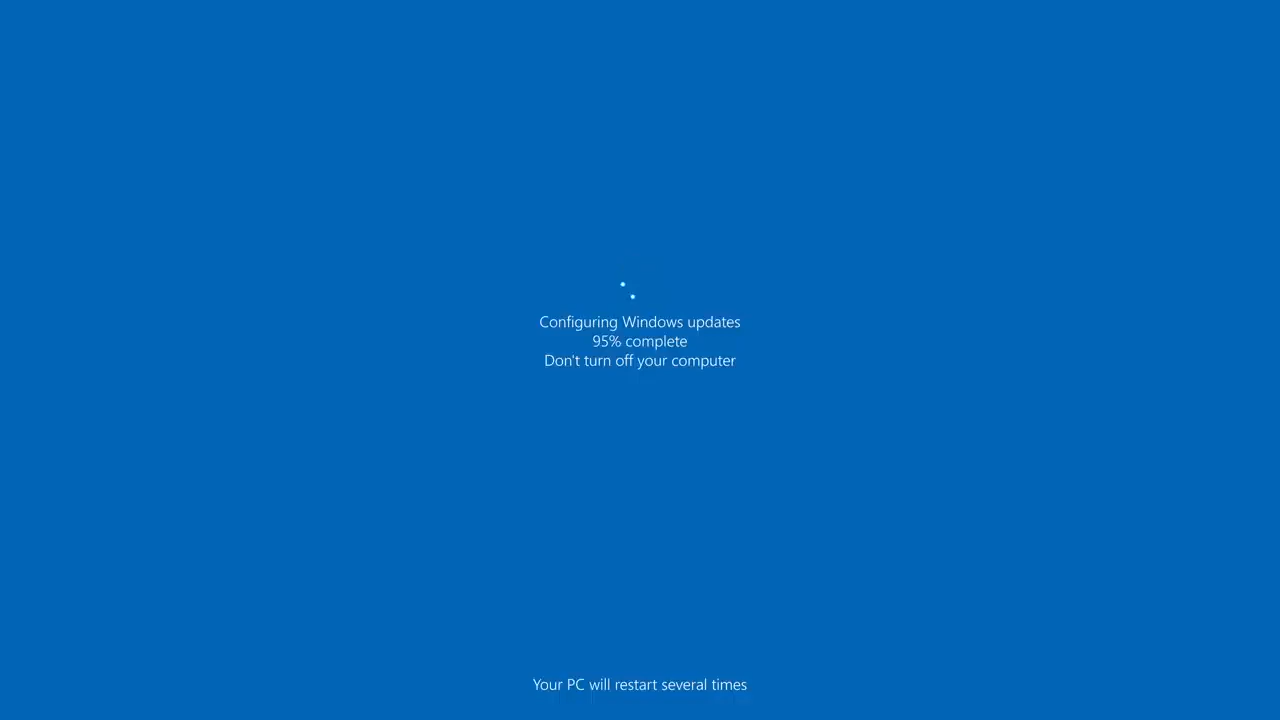 Configuring Windows updates
95% complete
Don't turn off your computer
Your PC will restart several times